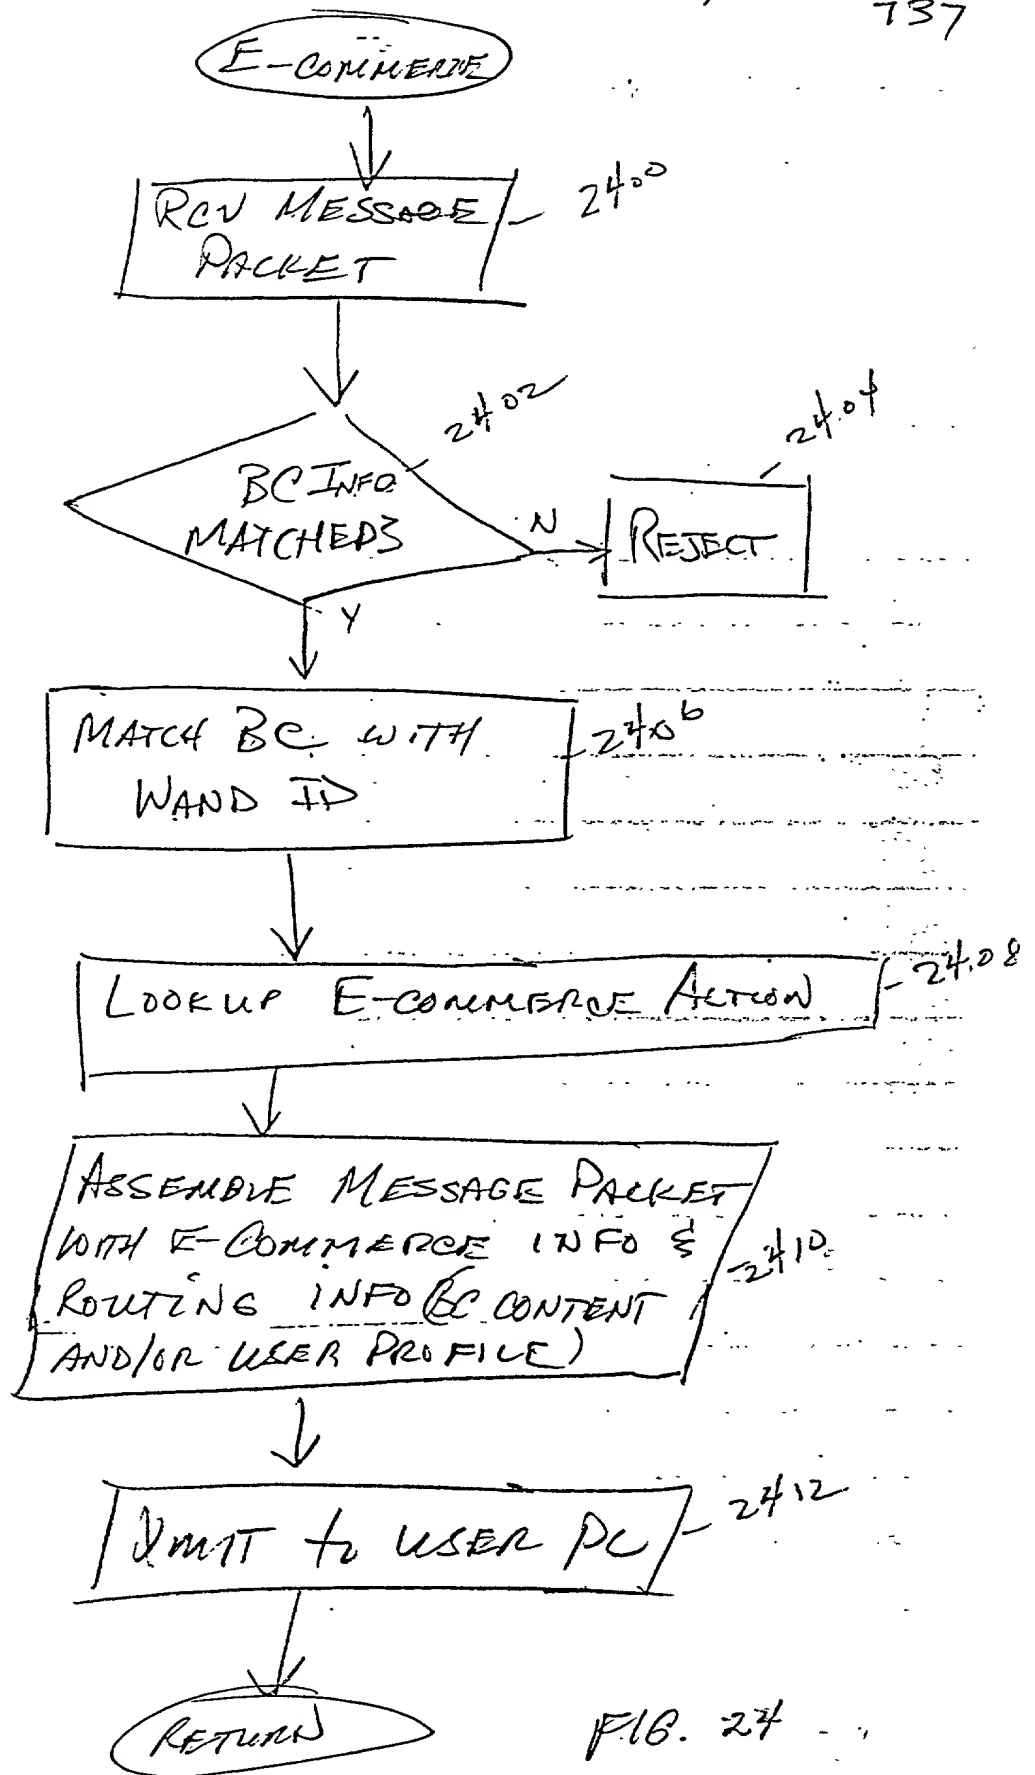 737
E-COMMERCE
RCV MESSAGE
PACKET
2400
2402
BC INFO
MATCHED?
N
2404
REJECT
Y
MATCH BC WITH
WAND ID
2406
LOOKUP E-COMMERCE ACTION
2408
ASSEMBLE MESSAGE PACKET
WITH E-COMMERCE INFO &
ROUTING INFO (BC CONTENT
AND/OR USER PROFILE)
2410
XMIT to USER PC
2412
RETURN
FIG. 24